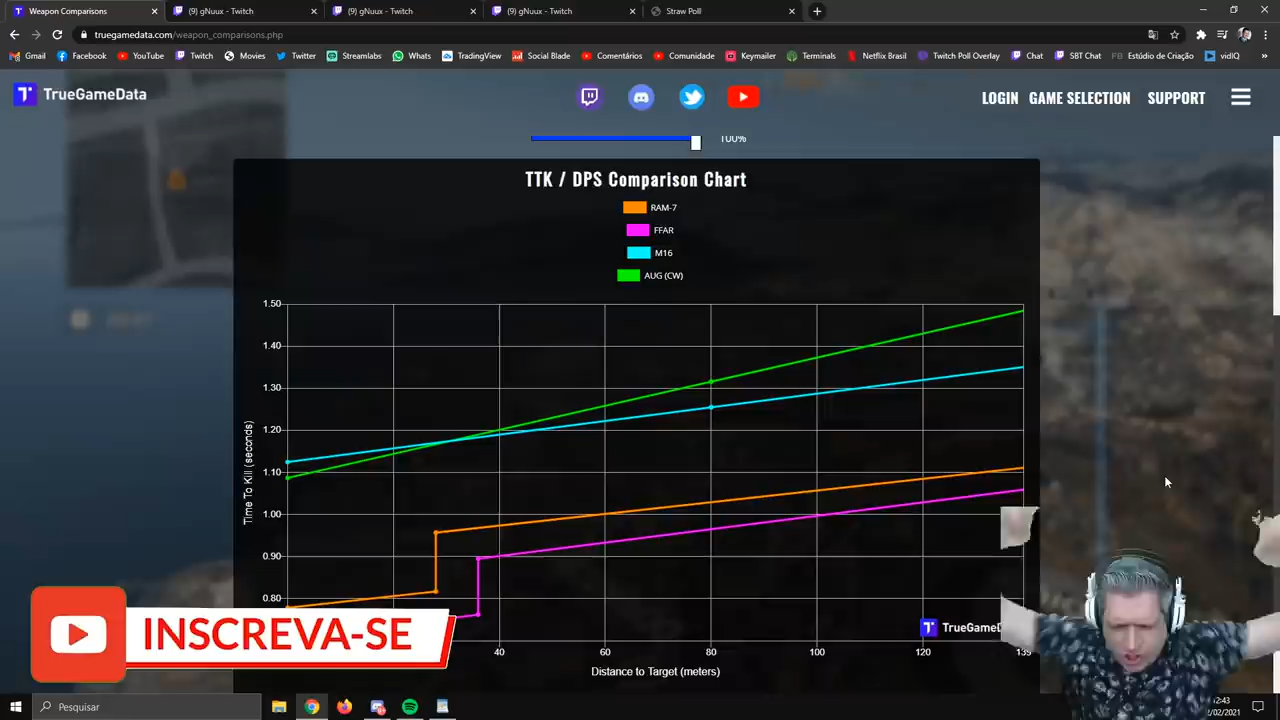 Weapon Comparisons
(9) gNuux - Twitch
(9) gNuux - Twitch
(9) gNuux - Twitch
Straw Poll
truegamedata.com/weapon_comparisons.php
Gmail
Facebook
YouTube
Twitch
Movies
Twitter
Streamlabs
Whats
TradingView
Social Blade
Comentários
Comunidade
Keymailer
Terminals
Netflix Brasil
Twitch Poll Overlay
Chat
SBT Chat
Estúdio de Criação
vidIQ
TrueGameData
LOGIN
GAME SELECTION
SUPPORT
100%
TTK / DPS Comparison Chart
RAM-7
FFAR
M16
AUG (CW)
1.50
1.40
1.30
1.20
1.10
1.00
0.90
0.80
Time To Kill (seconds)
40
60
80
100
120
139
Distance to Target (meters)
TrueGameD
INSCREVA-SE
Pesquisar
12:43